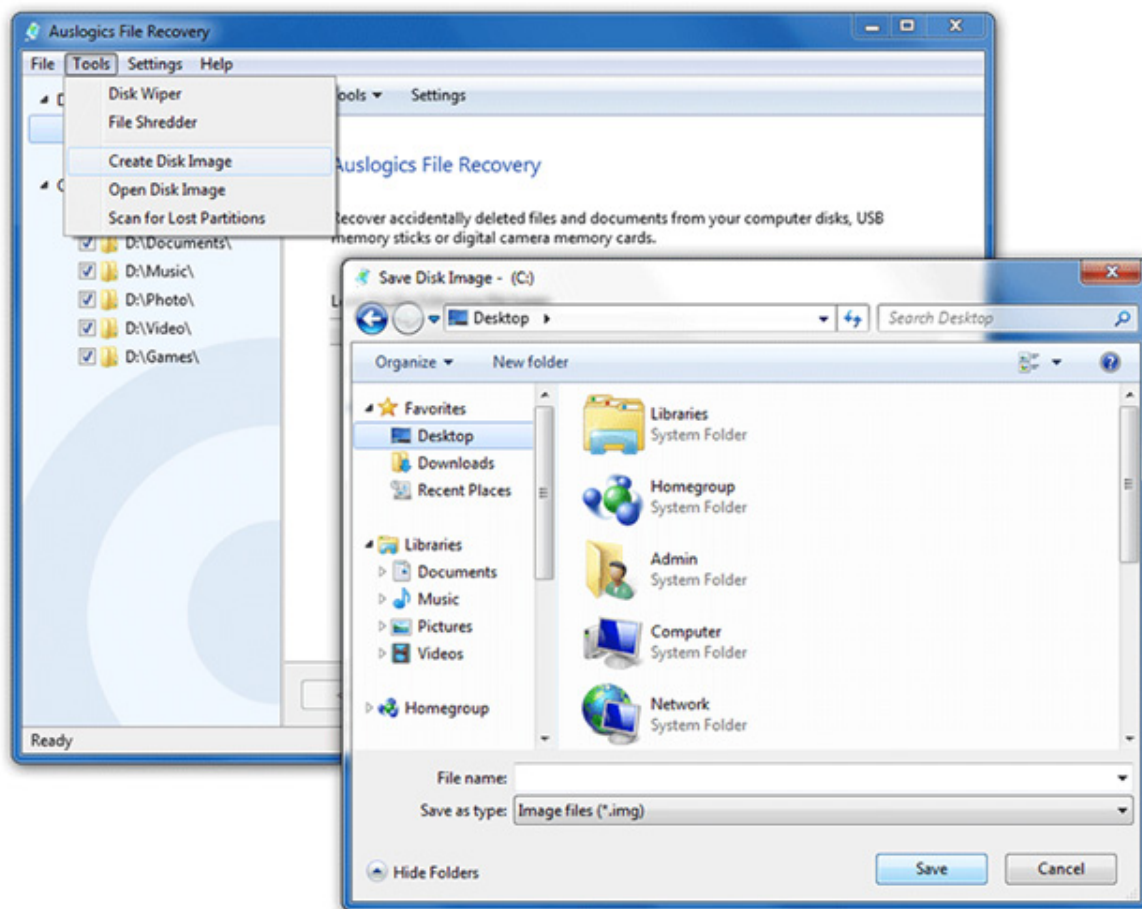 Auslogics File Recovery
File Tools Settings Help
Disk Wiper
File Shredder
Create Disk Image
Open Disk Image
Scan for Lost Partitions
Settings
Auslogics File Recovery
Recover accidentally deleted files and documents from your computer disks, USB
memory sticks or digital camera memory cards.
D:\Documents\
D:\Music\
D:\Photo\
D:\Video\
D:\Games\
Ready
Save Disk Image - (C:)
Desktop
Search Desktop
Organize New folder
Favorites
Desktop
Downloads
Recent Places
Libraries
Documents
Music
Pictures
Videos
Homegroup
Libraries
System Folder
Homegroup
System Folder
Admin
System Folder
Computer
System Folder
Network
System Folder
File name:
Save as type: Image files (*.img)
Hide Folders
Save Cancel